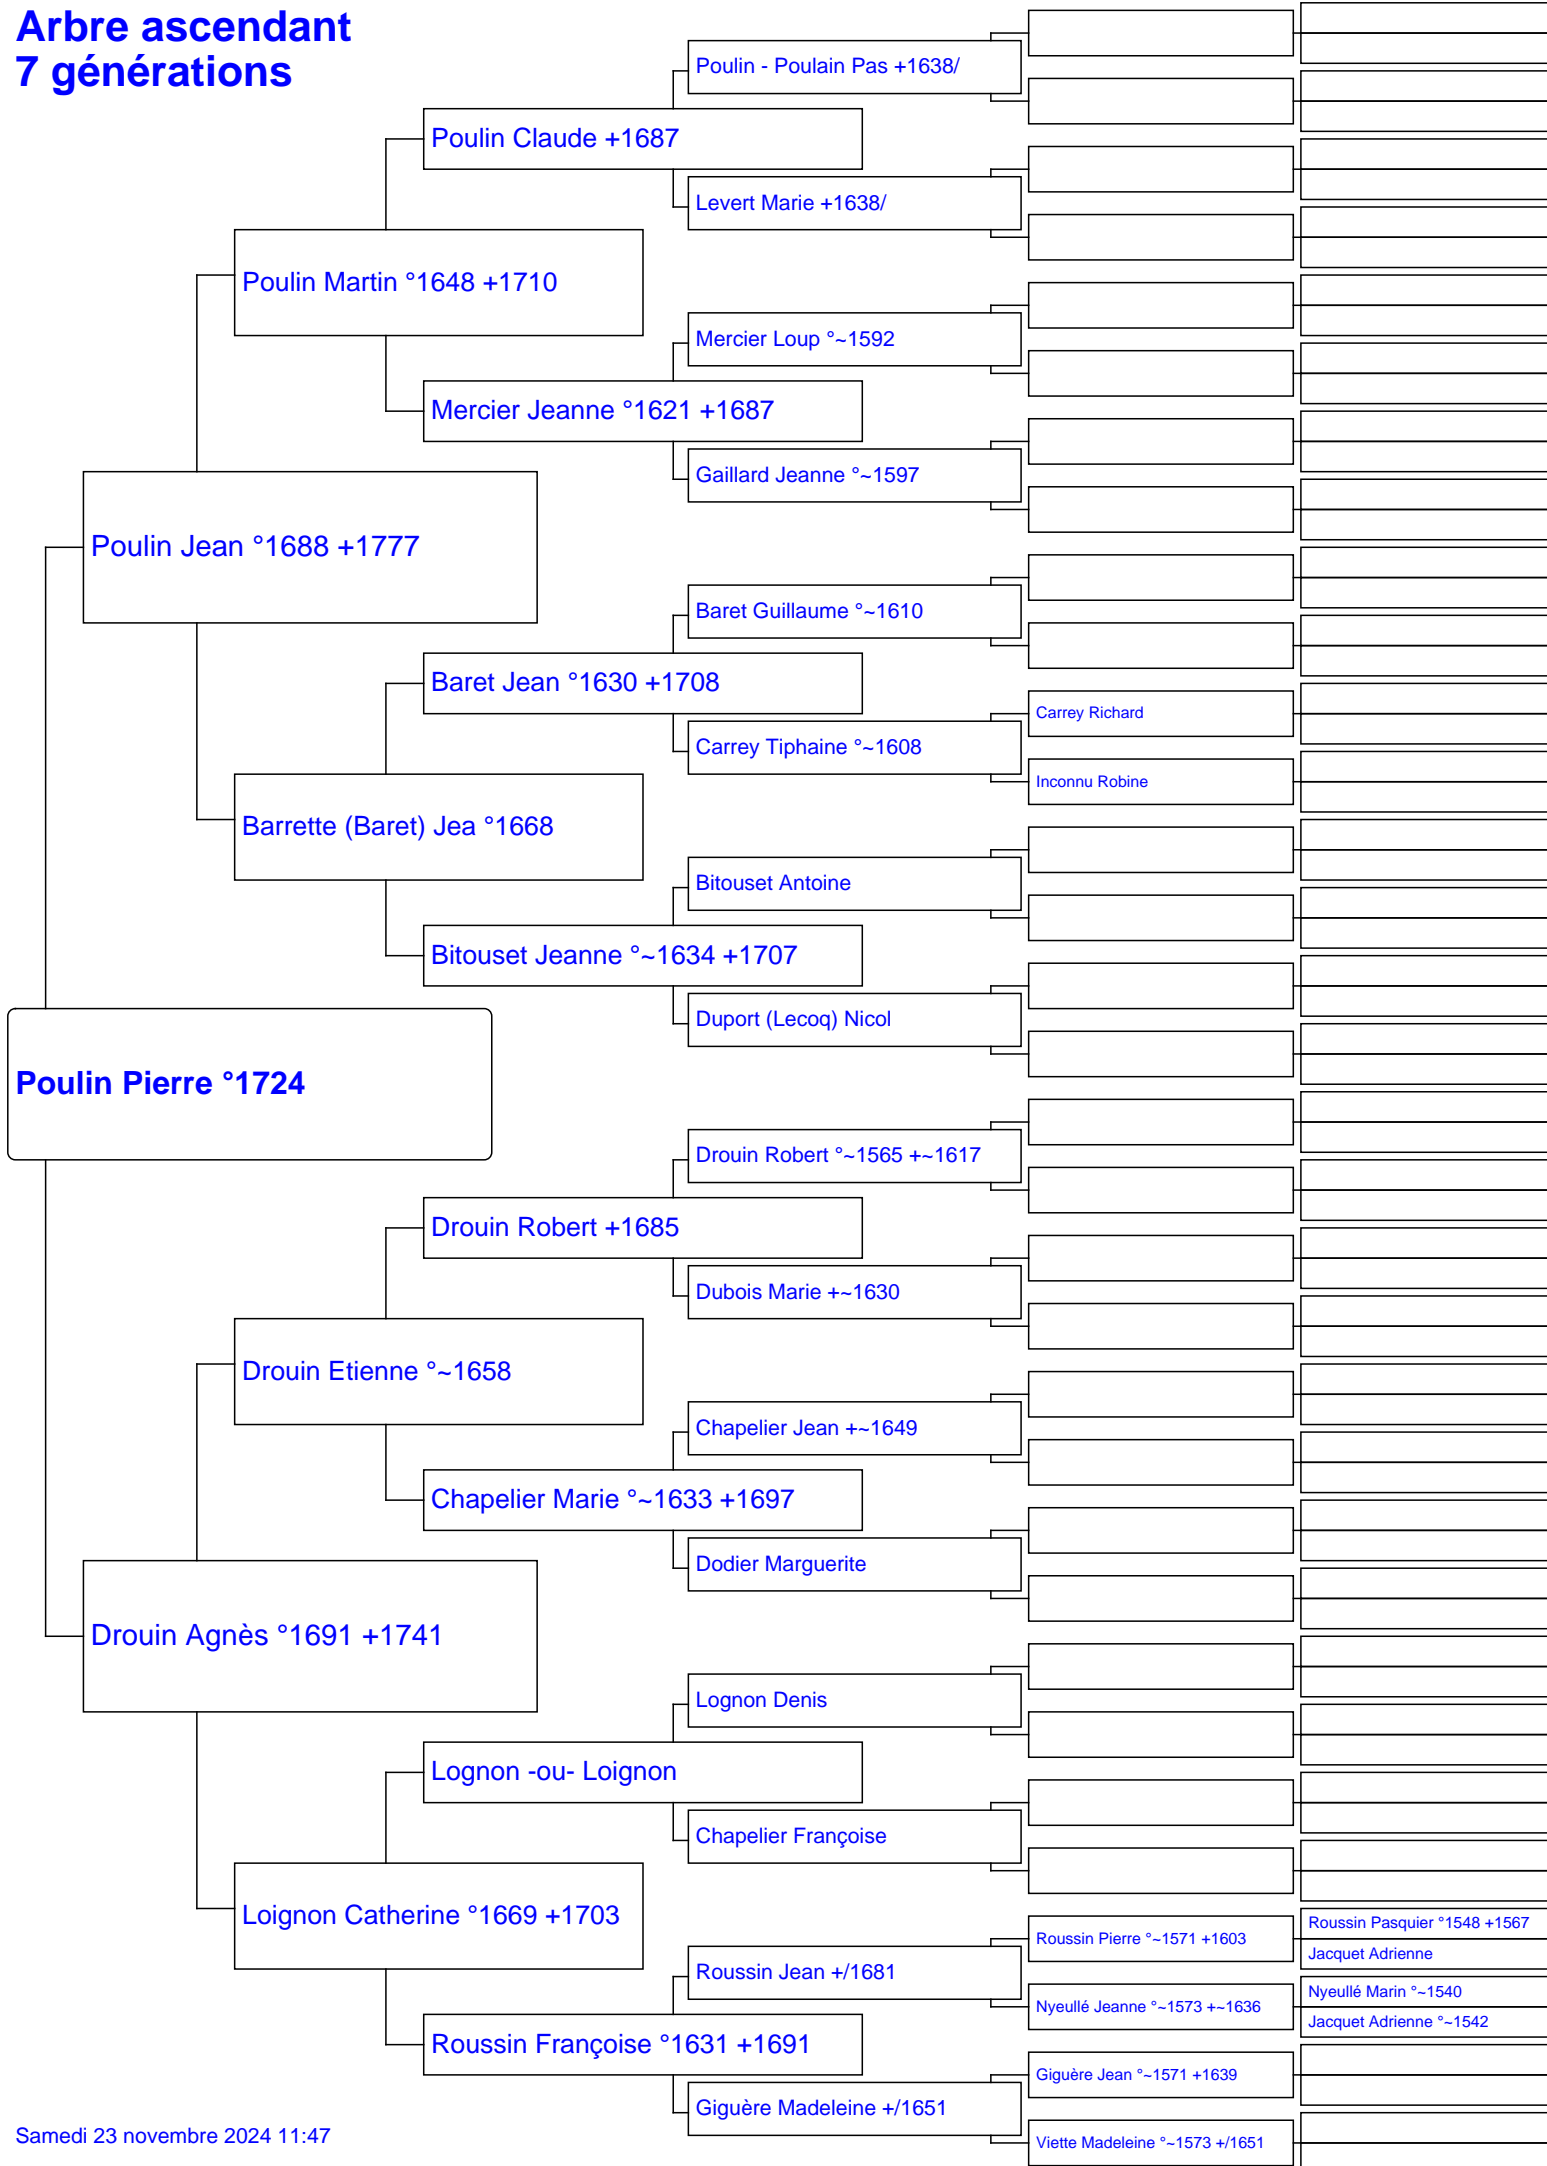 Arbre ascendant
7 générations
Poulin - Poulain Pas +1638/
Poulin Claude +1687
Levert Marie +1638/
Poulin Martin °1648 +1710
Mercier Loup °~1592
Mercier Jeanne °1621 +1687
Gaillard Jeanne °~1597
Poulin Jean °1688 +1777
Baret Guillaume °~1610
Baret Jean °1630 +1708
Carrey Richard
Carrey Tiphaine °~1608
Inconnu Robine
Barrette (Baret) Jea °1668
Bitouset Antoine
Bitouset Jeanne °~1634 +1707
Duport (Lecoq) Nicol
Poulin Pierre °1724
Drouin Robert °~1565 +~1617
Drouin Robert +1685
Dubois Marie +~1630
Drouin Etienne °~1658
Chapelier Jean +~1649
Chapelier Marie °~1633 +1697
Dodier Marguerite
Drouin Agnès °1691 +1741
Lognon Denis
Lognon -ou- Loignon
Chapelier Françoise
Loignon Catherine °1669 +1703
Roussin Pasquier °1548 +1567
Roussin Pierre °~1571 +1603
Jacquet Adrienne
Roussin Jean +/1681
Nyeullé Marin °~1540
Nyeullé Jeanne °~1573 +~1636
Jacquet Adrienne °~1542
Roussin Françoise °1631 +1691
Giguère Jean °~1571 +1639
Giguère Madeleine +/1651
Viette Madeleine °~1573 +/1651
Samedi 23 novembre 2024 11:47